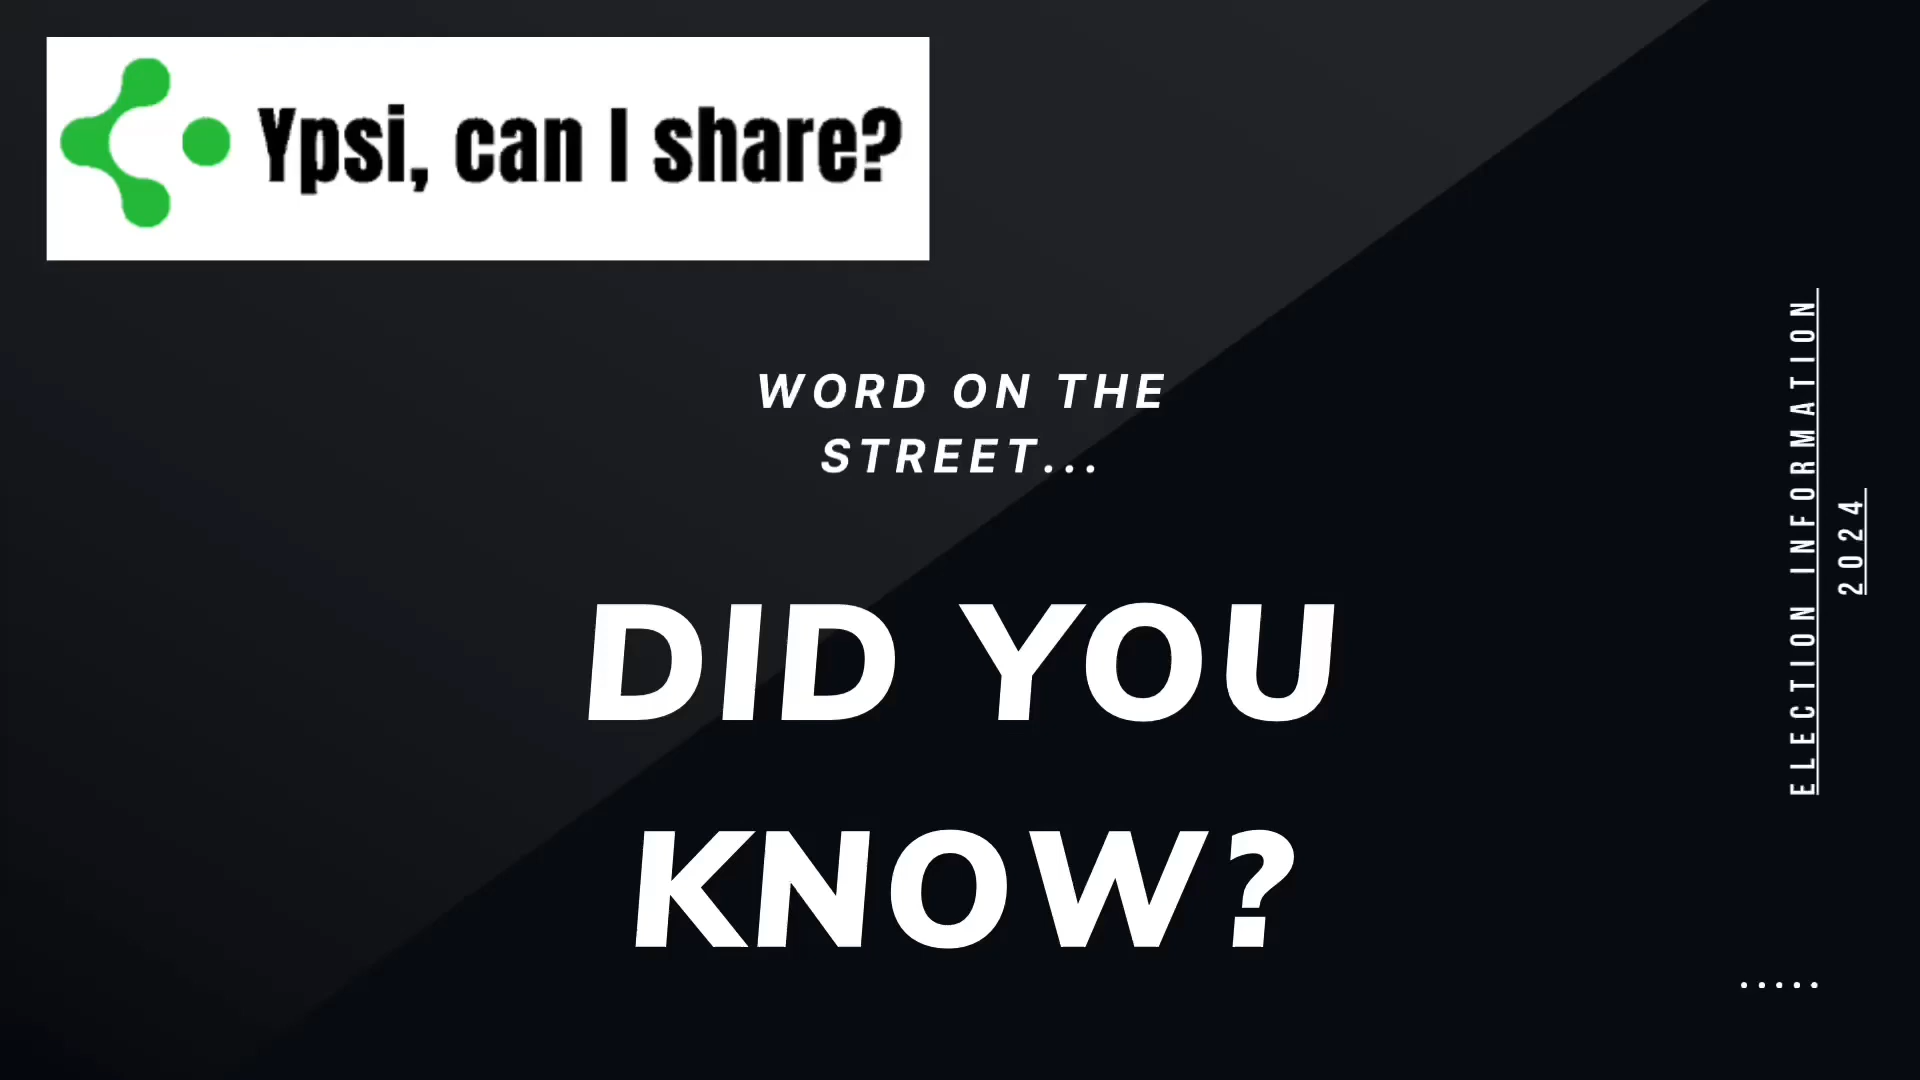 Ypsi, can I share?
WORD ON THE
STREET...
DID YOU
KNOW?
ELECTION INFORMATION
2024